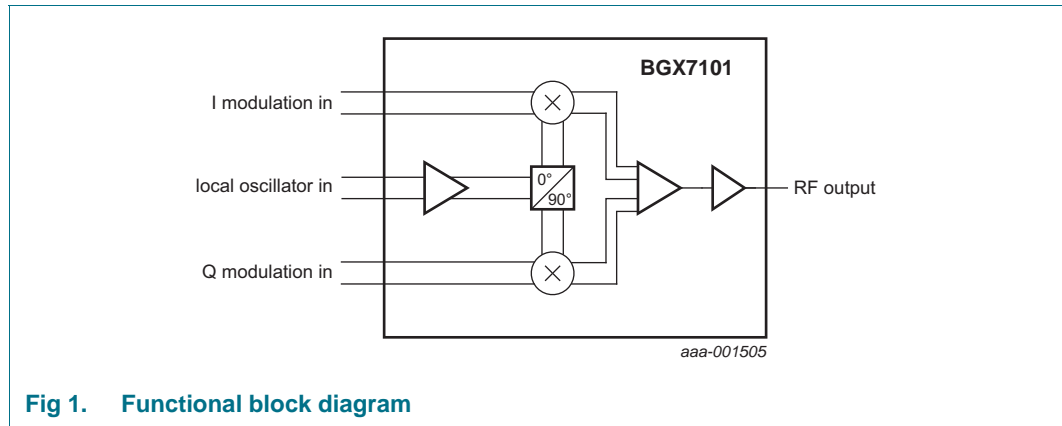 BGX7101
I modulation in
local oscillator in
0°
90°
RF output
Q modulation in
aaa-001505
Fig 1. Functional block diagram